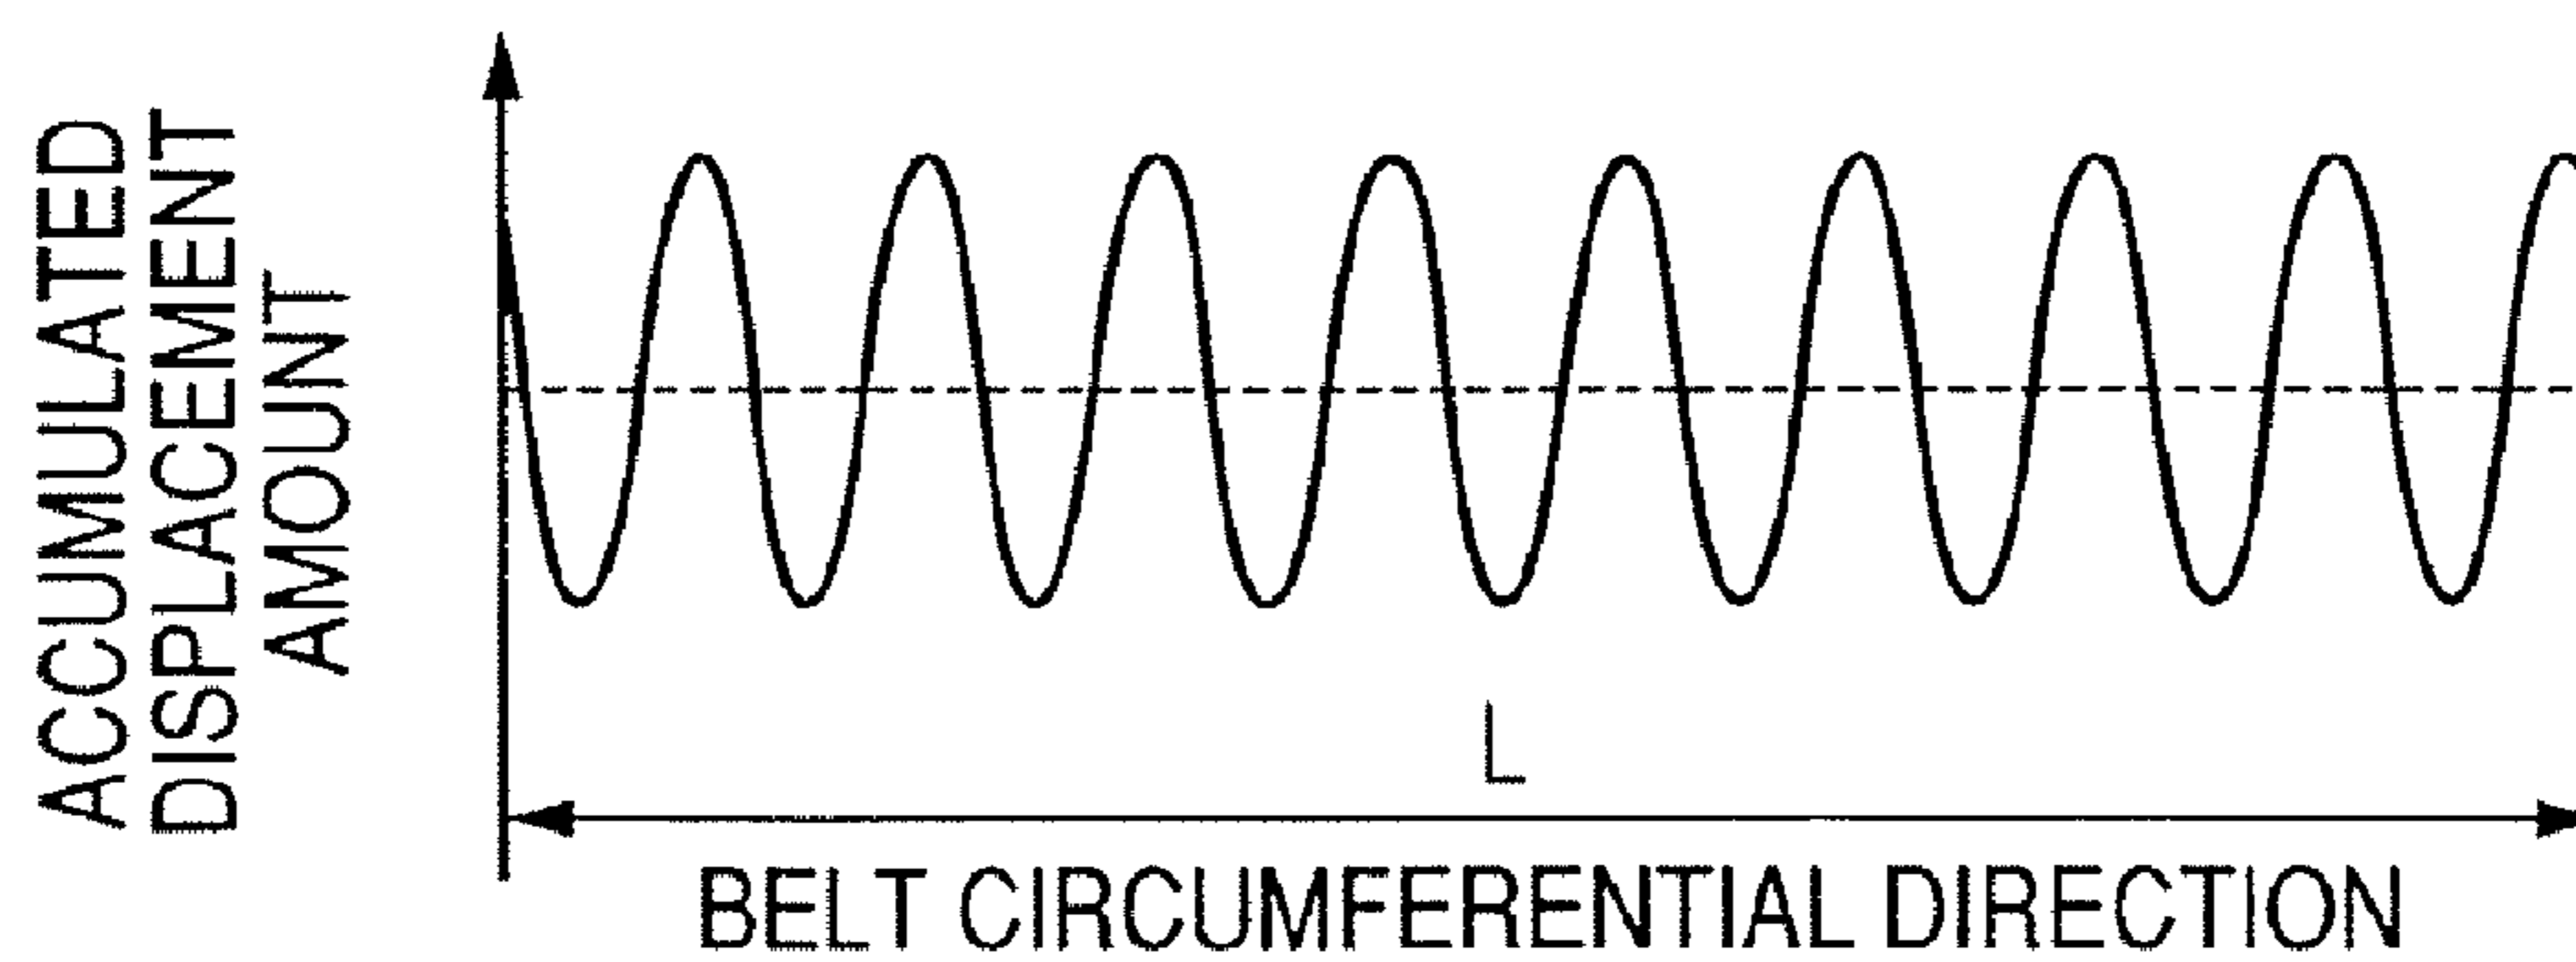 ACCUMULATED
DISPLACEMENT
AMOUNT
L
BELT CIRCUMFERENTIAL DIRECTION